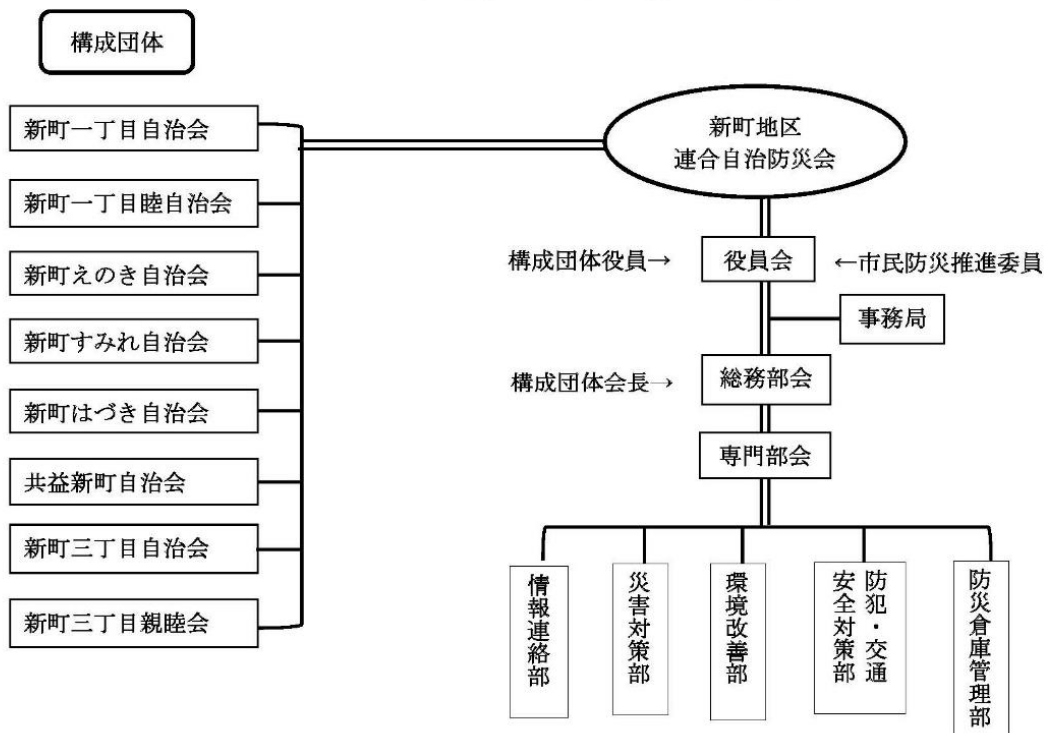 構成団体
新町一丁目自治会
新町一丁目睦自治会
新町えのき自治会
新町すみれ自治会
新町はづき自治会
共益新町自治会
新町三丁目自治会
新町三丁目親睦会
新町地区
連合自治防災会
構成団体役員→
役員会
←市民防災推進委員
事務局
構成団体会長→
総務部会
専門部会
情報連絡部
災害対策部
環境改善部
防犯・交通
安全対策部
防災倉庫管理部